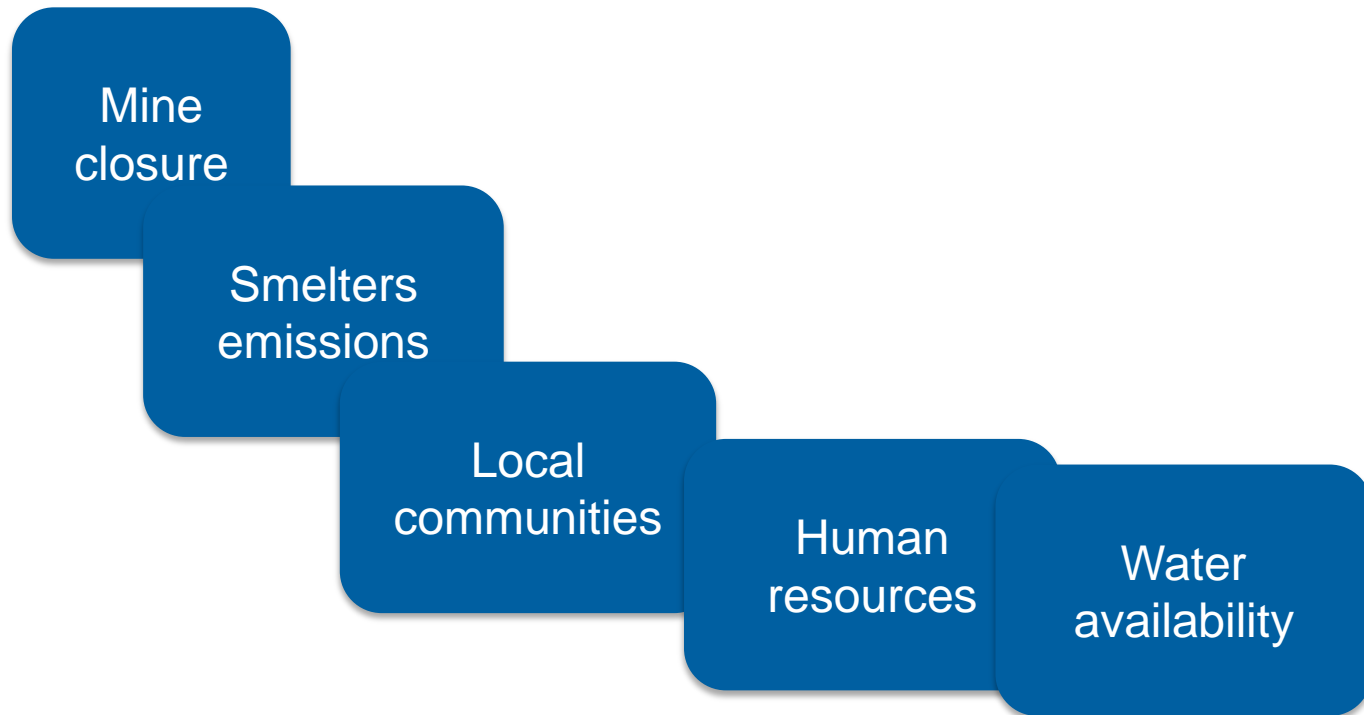 Mine
closure
Smelters
emissions
Local
communities
Human
resources
Water
availability